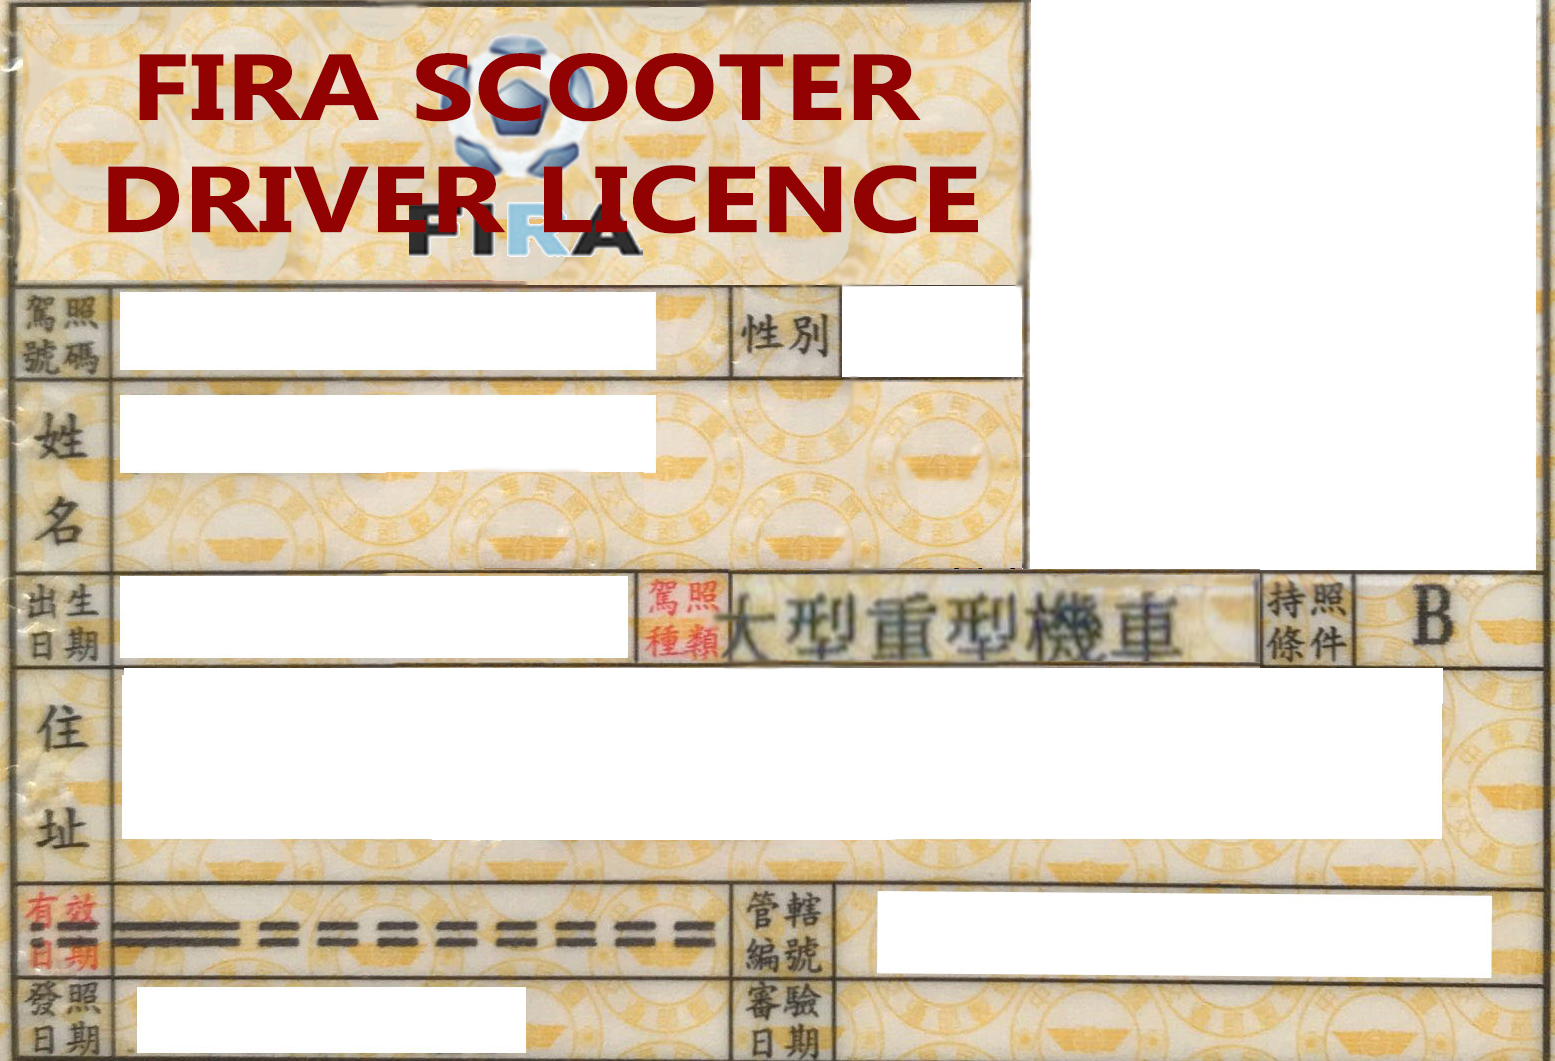 FIRA SCOOTER
DRIVER LICENCE
FIRA
駕照
號碼
性別
姓
名
出生
日期
駕照
種類
大型重型機車
持照
條件
B
住
址
有效
日期
管轄
編號
發照
日期
審驗
日期